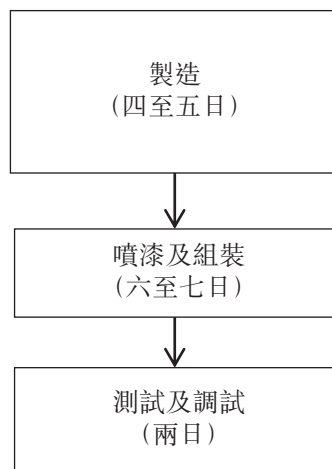 製造
(四至五日)
噴漆及組裝
(六至七日)
測試及調試
(兩日)